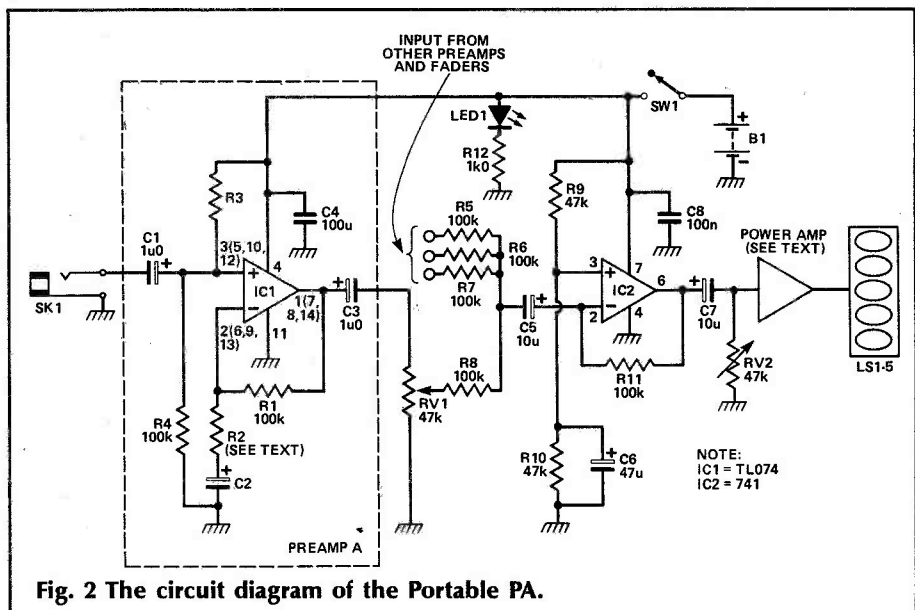 INPUT FROM
OTHER PREAMPS
AND FADERS
SW1
LED1
B1
R12
1k0
R3
C4
100u
R9
47k
C8
100n
POWER AMP
(SEE TEXT)
R5
100k
R6
100k
R7
100k
C1
1u0
3(5,10,
12)
4
IC1
1(7,
8,14)
C3
1u0
2(6,9,
13)
11
SK1
3
7
IC2
6
2
4
C5
10u
C7
10u
R8
100k
R11
100k
RV2
47k
LS1-5
R1
100k
R4
100k
R2
(SEE TEXT)
C2
RV1
47k
R10
47k
C6
47u
NOTE:
IC1 = TL074
IC2 = 741
PREAMP A
Fig. 2 The circuit diagram of the Portable PA.